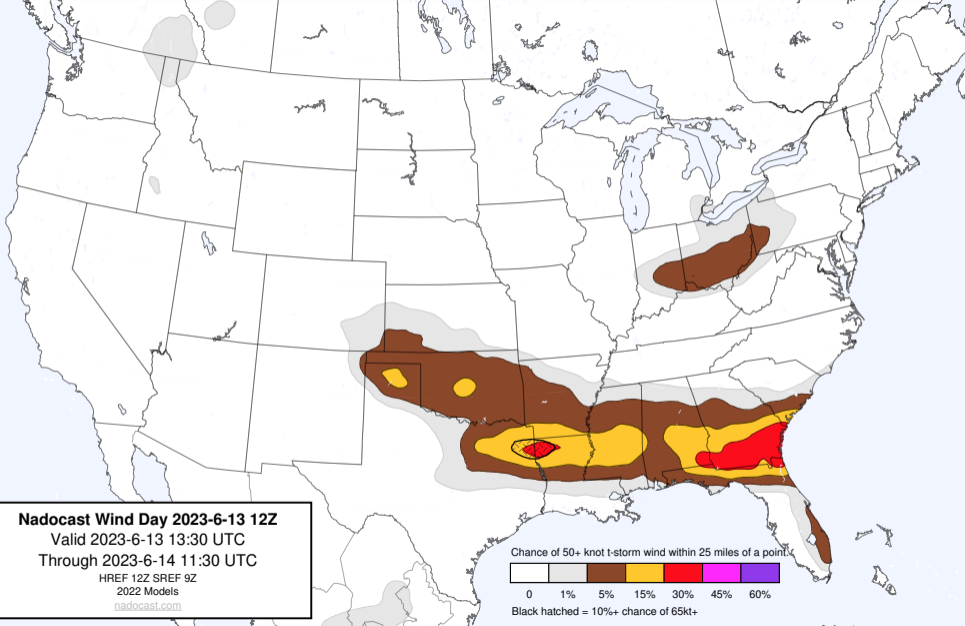 Nadocast Wind Day 2023-6-13 12Z
Valid 2023-6-13 13:30 UTC
Through 2023-6-14 11:30 UTC
HREF 12Z SREF 9Z
2022 Models
nadocast.com
Chance of 50+ knot t-storm wind within 25 miles of a point.
0 1% 5% 15% 30% 45% 60%
Black hatched = 10%+ chance of 65kt+